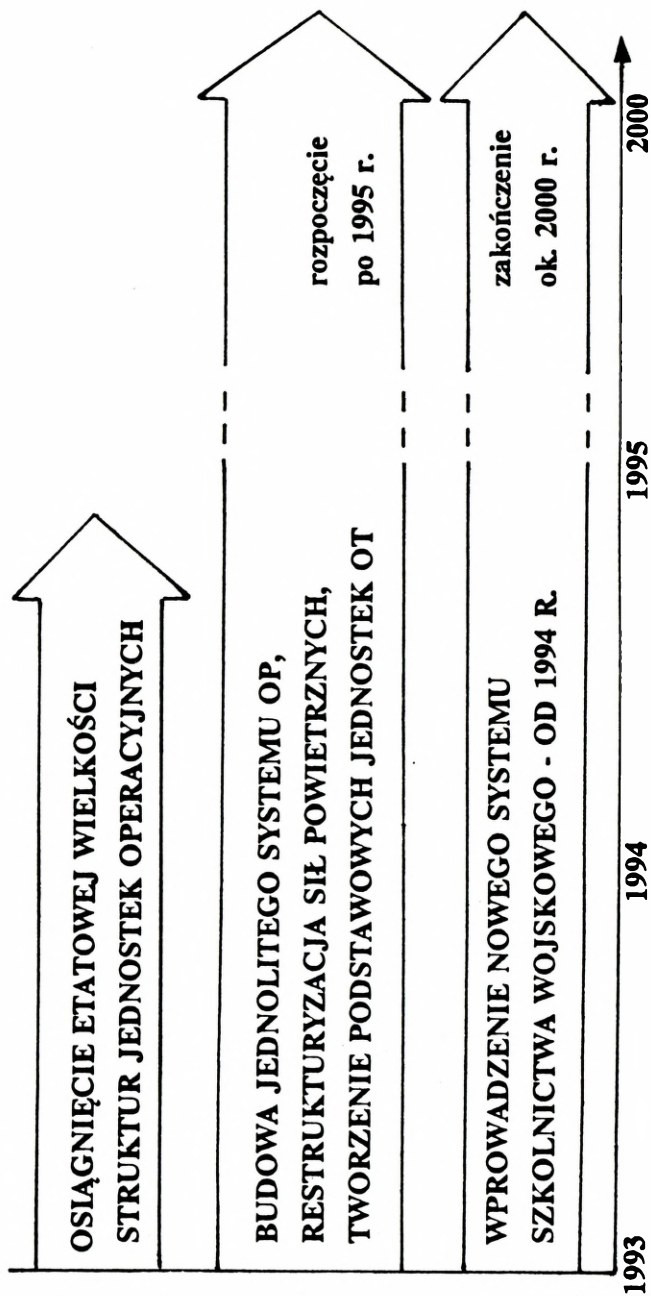 OSIĄGNIĘCIE ETATOWEJ WIELKOŚCI
STRUKTUR JEDNOSTEK OPERACYJNYCH
BUDOWA JEDNOLITEGO SYSTEMU OP,
RESTRUKTURYZACJA SIŁ POWIETRZNYCH,
TWORZENIE PODSTAWOWYCH JEDNOSTEK OT
rozpoczęcie
po 1995 r.
WPROWADZENIE NOWEGO SYSTEMU
SZKOLNICTWA WOJSKOWEGO - OD 1994 R.
zakończenie
ok. 2000 r.
1993
1994
1995
2000